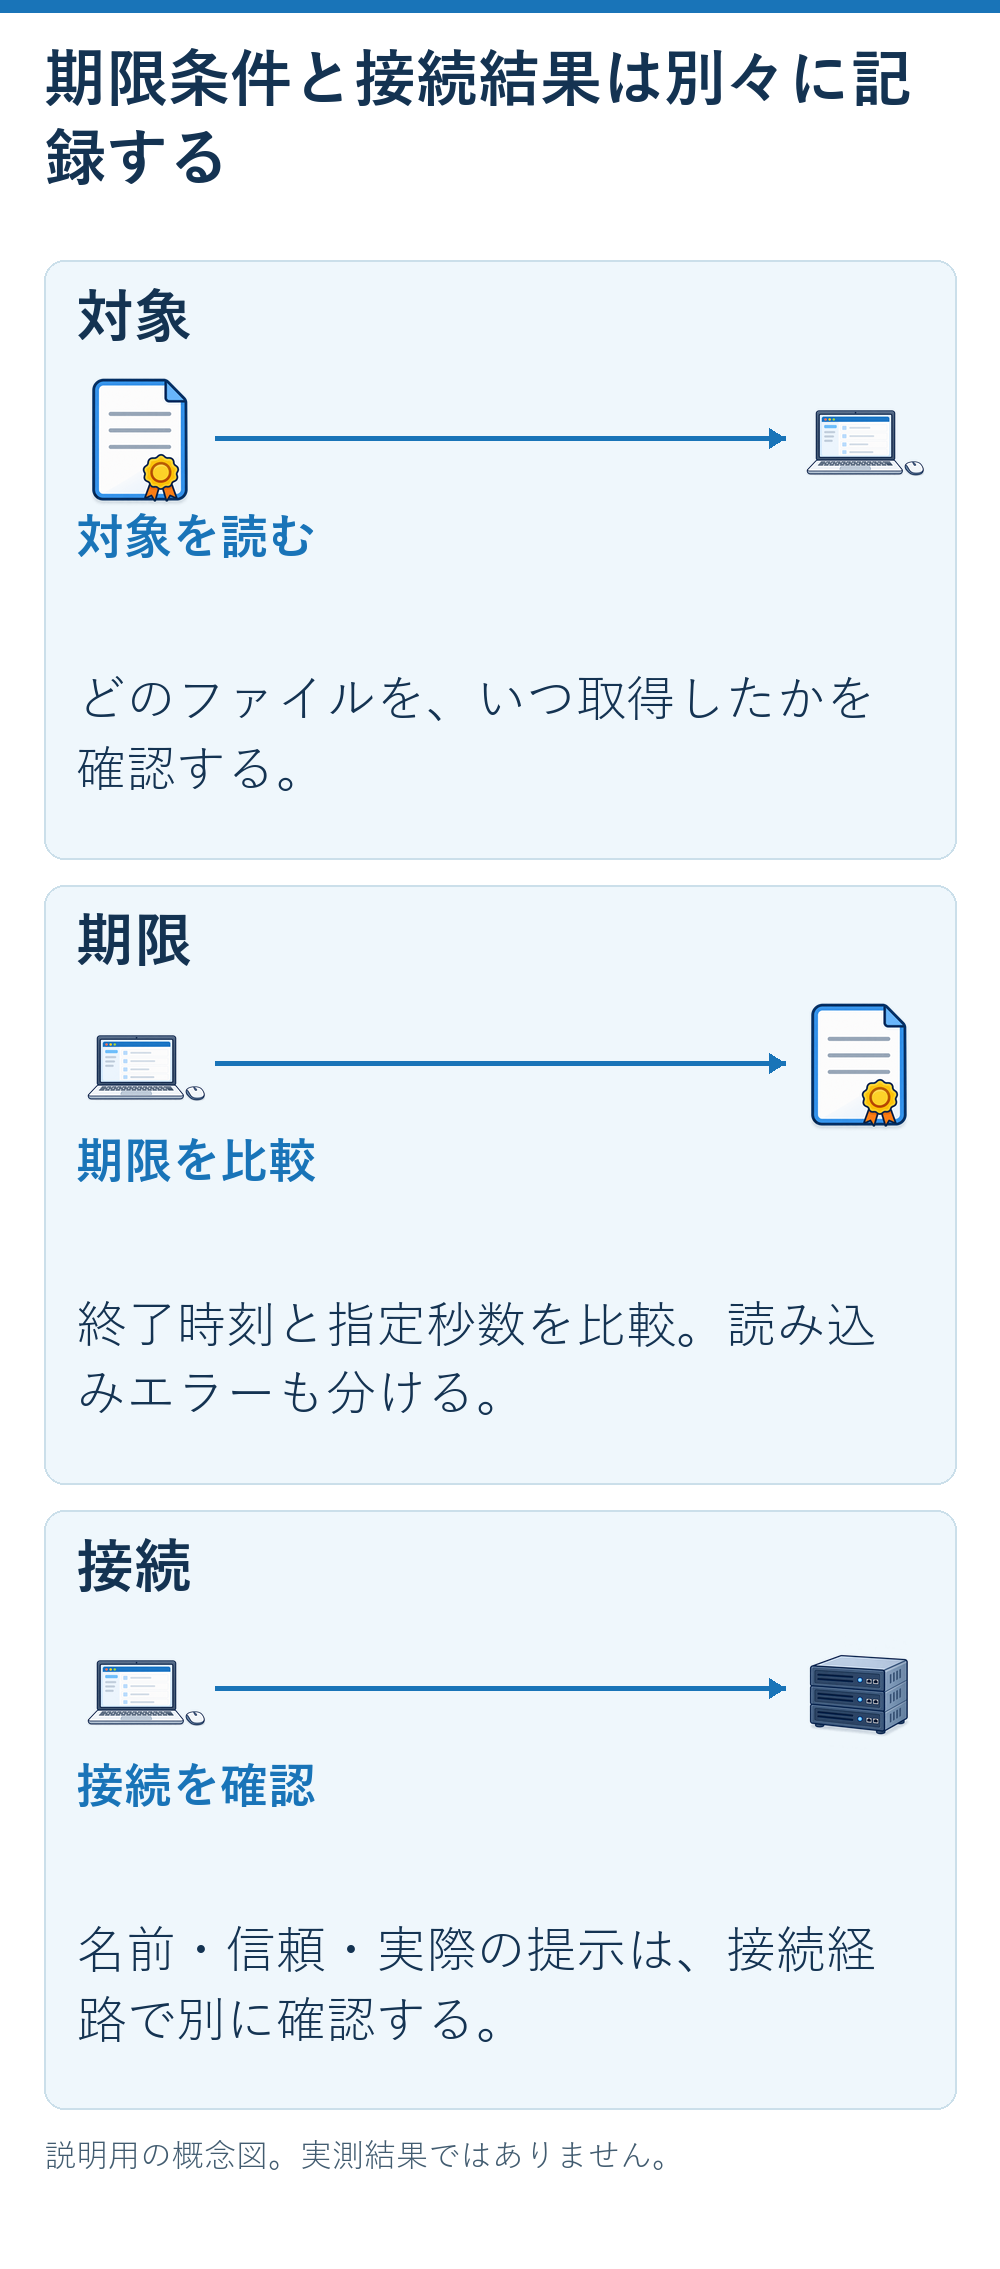 期限条件と接続結果は別々に記
録する
対象
対象を読む
どのファイルを、いつ取得したかを
確認する。
期限
期限を比較
終了時刻と指定秒数を比較。読み込
みエラーも分ける。
接続
接続を確認
名前・信頼・実際の提示は、接続経
路で別に確認する。
説明用の概念図。実測結果ではありません。